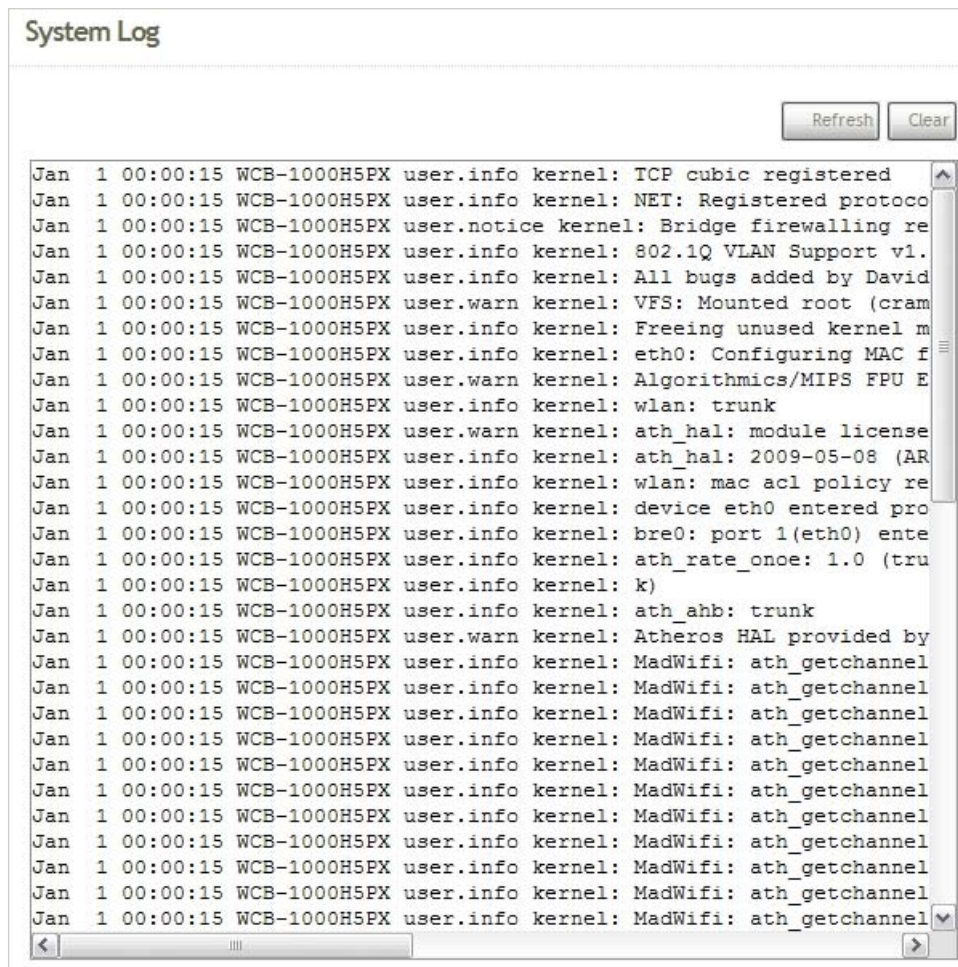 System Log
Refresh Clear
Jan  1 00:00:15 WCB-1000H5PX user.info kernel: TCP cubic registered
Jan  1 00:00:15 WCB-1000H5PX user.info kernel: NET: Registered protoco
Jan  1 00:00:15 WCB-1000H5PX user.notice kernel: Bridge firewalling re
Jan  1 00:00:15 WCB-1000H5PX user.info kernel: 802.1Q VLAN Support v1.
Jan  1 00:00:15 WCB-1000H5PX user.info kernel: All bugs added by David
Jan  1 00:00:15 WCB-1000H5PX user.warn kernel: VFS: Mounted root (cram
Jan  1 00:00:15 WCB-1000H5PX user.info kernel: Freeing unused kernel m
Jan  1 00:00:15 WCB-1000H5PX user.info kernel: eth0: Configuring MAC f
Jan  1 00:00:15 WCB-1000H5PX user.warn kernel: Algorithmics/MIPS FPU E
Jan  1 00:00:15 WCB-1000H5PX user.info kernel: wlan: trunk
Jan  1 00:00:15 WCB-1000H5PX user.warn kernel: ath_hal: module license
Jan  1 00:00:15 WCB-1000H5PX user.info kernel: ath_hal: 2009-05-08 (AR
Jan  1 00:00:15 WCB-1000H5PX user.info kernel: wlan: mac acl policy re
Jan  1 00:00:15 WCB-1000H5PX user.info kernel: device eth0 entered pro
Jan  1 00:00:15 WCB-1000H5PX user.info kernel: bre0: port 1(eth0) ente
Jan  1 00:00:15 WCB-1000H5PX user.info kernel: ath_rate_onoe: 1.0 (tru
Jan  1 00:00:15 WCB-1000H5PX user.info kernel: k)
Jan  1 00:00:15 WCB-1000H5PX user.info kernel: ath_ahb: trunk
Jan  1 00:00:15 WCB-1000H5PX user.warn kernel: Atheros HAL provided by
Jan  1 00:00:15 WCB-1000H5PX user.info kernel: MadWifi: ath_getchannel
Jan  1 00:00:15 WCB-1000H5PX user.info kernel: MadWifi: ath_getchannel
Jan  1 00:00:15 WCB-1000H5PX user.info kernel: MadWifi: ath_getchannel
Jan  1 00:00:15 WCB-1000H5PX user.info kernel: MadWifi: ath_getchannel
Jan  1 00:00:15 WCB-1000H5PX user.info kernel: MadWifi: ath_getchannel
Jan  1 00:00:15 WCB-1000H5PX user.info kernel: MadWifi: ath_getchannel
Jan  1 00:00:15 WCB-1000H5PX user.info kernel: MadWifi: ath_getchannel
Jan  1 00:00:15 WCB-1000H5PX user.info kernel: MadWifi: ath_getchannel
Jan  1 00:00:15 WCB-1000H5PX user.info kernel: MadWifi: ath_getchannel
Jan  1 00:00:15 WCB-1000H5PX user.info kernel: MadWifi: ath_getchannel
Jan  1 00:00:15 WCB-1000H5PX user.info kernel: MadWifi: ath_getchannel